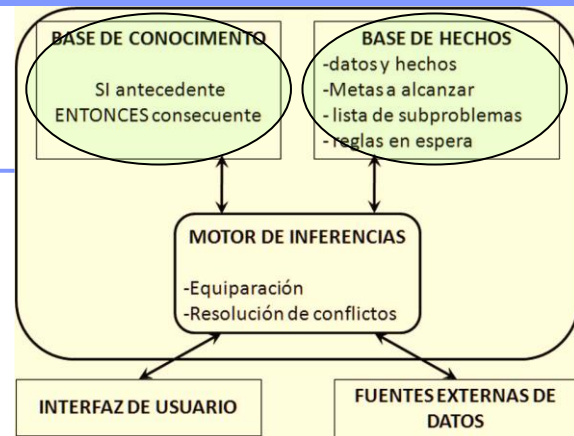 BASE DE CONOCIMENTO
SI antecedente
ENTONCES consecuente
BASE DE HECHOS
-datos y hechos
-Metas a alcanzar
- lista de subproblemas
-reglas en espera
MOTOR DE INFERENCIAS
-Equiparación
-Resolución de conflictos
INTERFAZ DE USUARIO
FUENTES EXTERNAS DE
DATOS